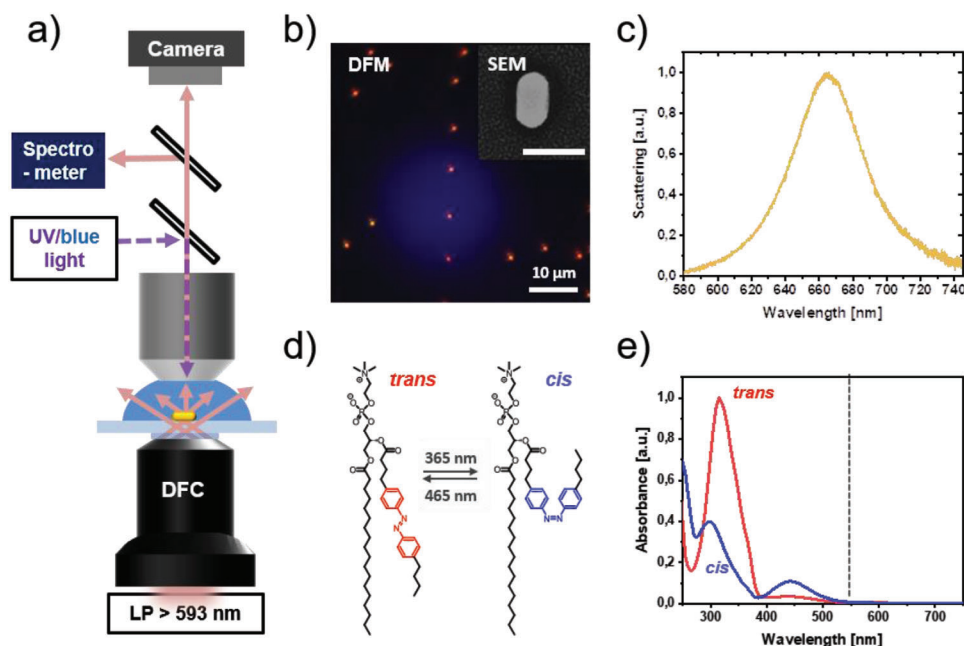 a)
Camera
Spectro
- meter
UV/blue
light
DFC
LP > 593 nm
b)
DFM
SEM
10 µm
c)
Scattering [a.u.]
1,0
0,8
0,6
0,4
0,2
0,0
580 600 620 640 660 680 700 720 740
Wavelength [nm]
d)
trans
cis
365 nm
465 nm
N
N
N=N
e)
Absorbance [a.u.]
1,0
0,8
0,6
0,4
0,2
0,0
trans
cis
300 400 500 600 700
Wavelength [nm]